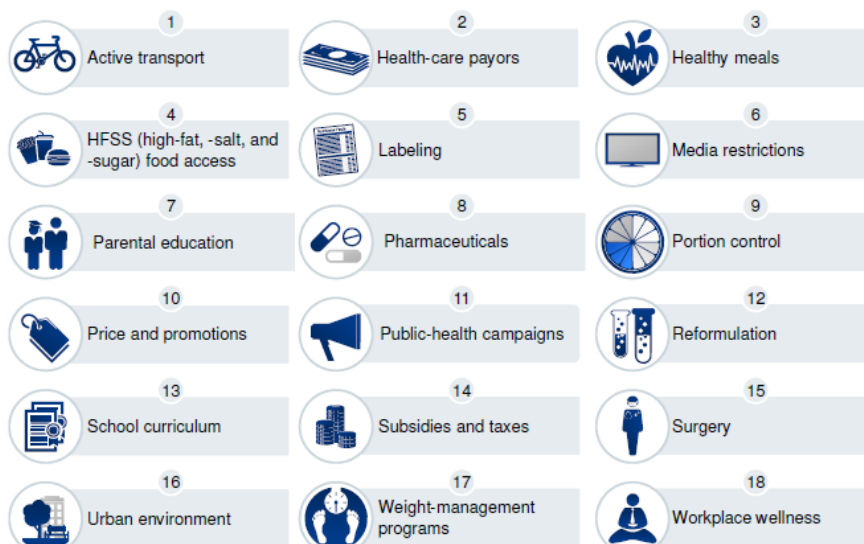 1
Active transport
2
Health-care payors
3
Healthy meals
4
HFSS (high-fat, -salt, and
-sugar) food access
5
Labeling
6
Media restrictions
7
Parental education
8
Pharmaceuticals
9
Portion control
10
Price and promotions
11
Public-health campaigns
12
Reformulation
13
School curriculum
14
Subsidies and taxes
15
Surgery
16
Urban environment
17
Weight-management
programs
18
Workplace wellness